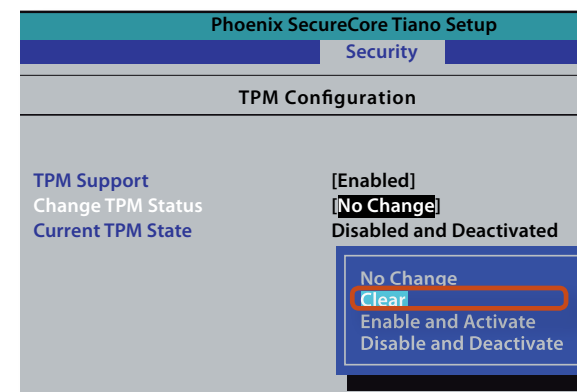 Phoenix SecureCore Tiano Setup
Security
TPM Configuration
TPM Support [Enabled]
Change TPM Status [No Change]
Current TPM State Disabled and Deactivated
No Change
Clear
Enable and Activate
Disable and Deactivate